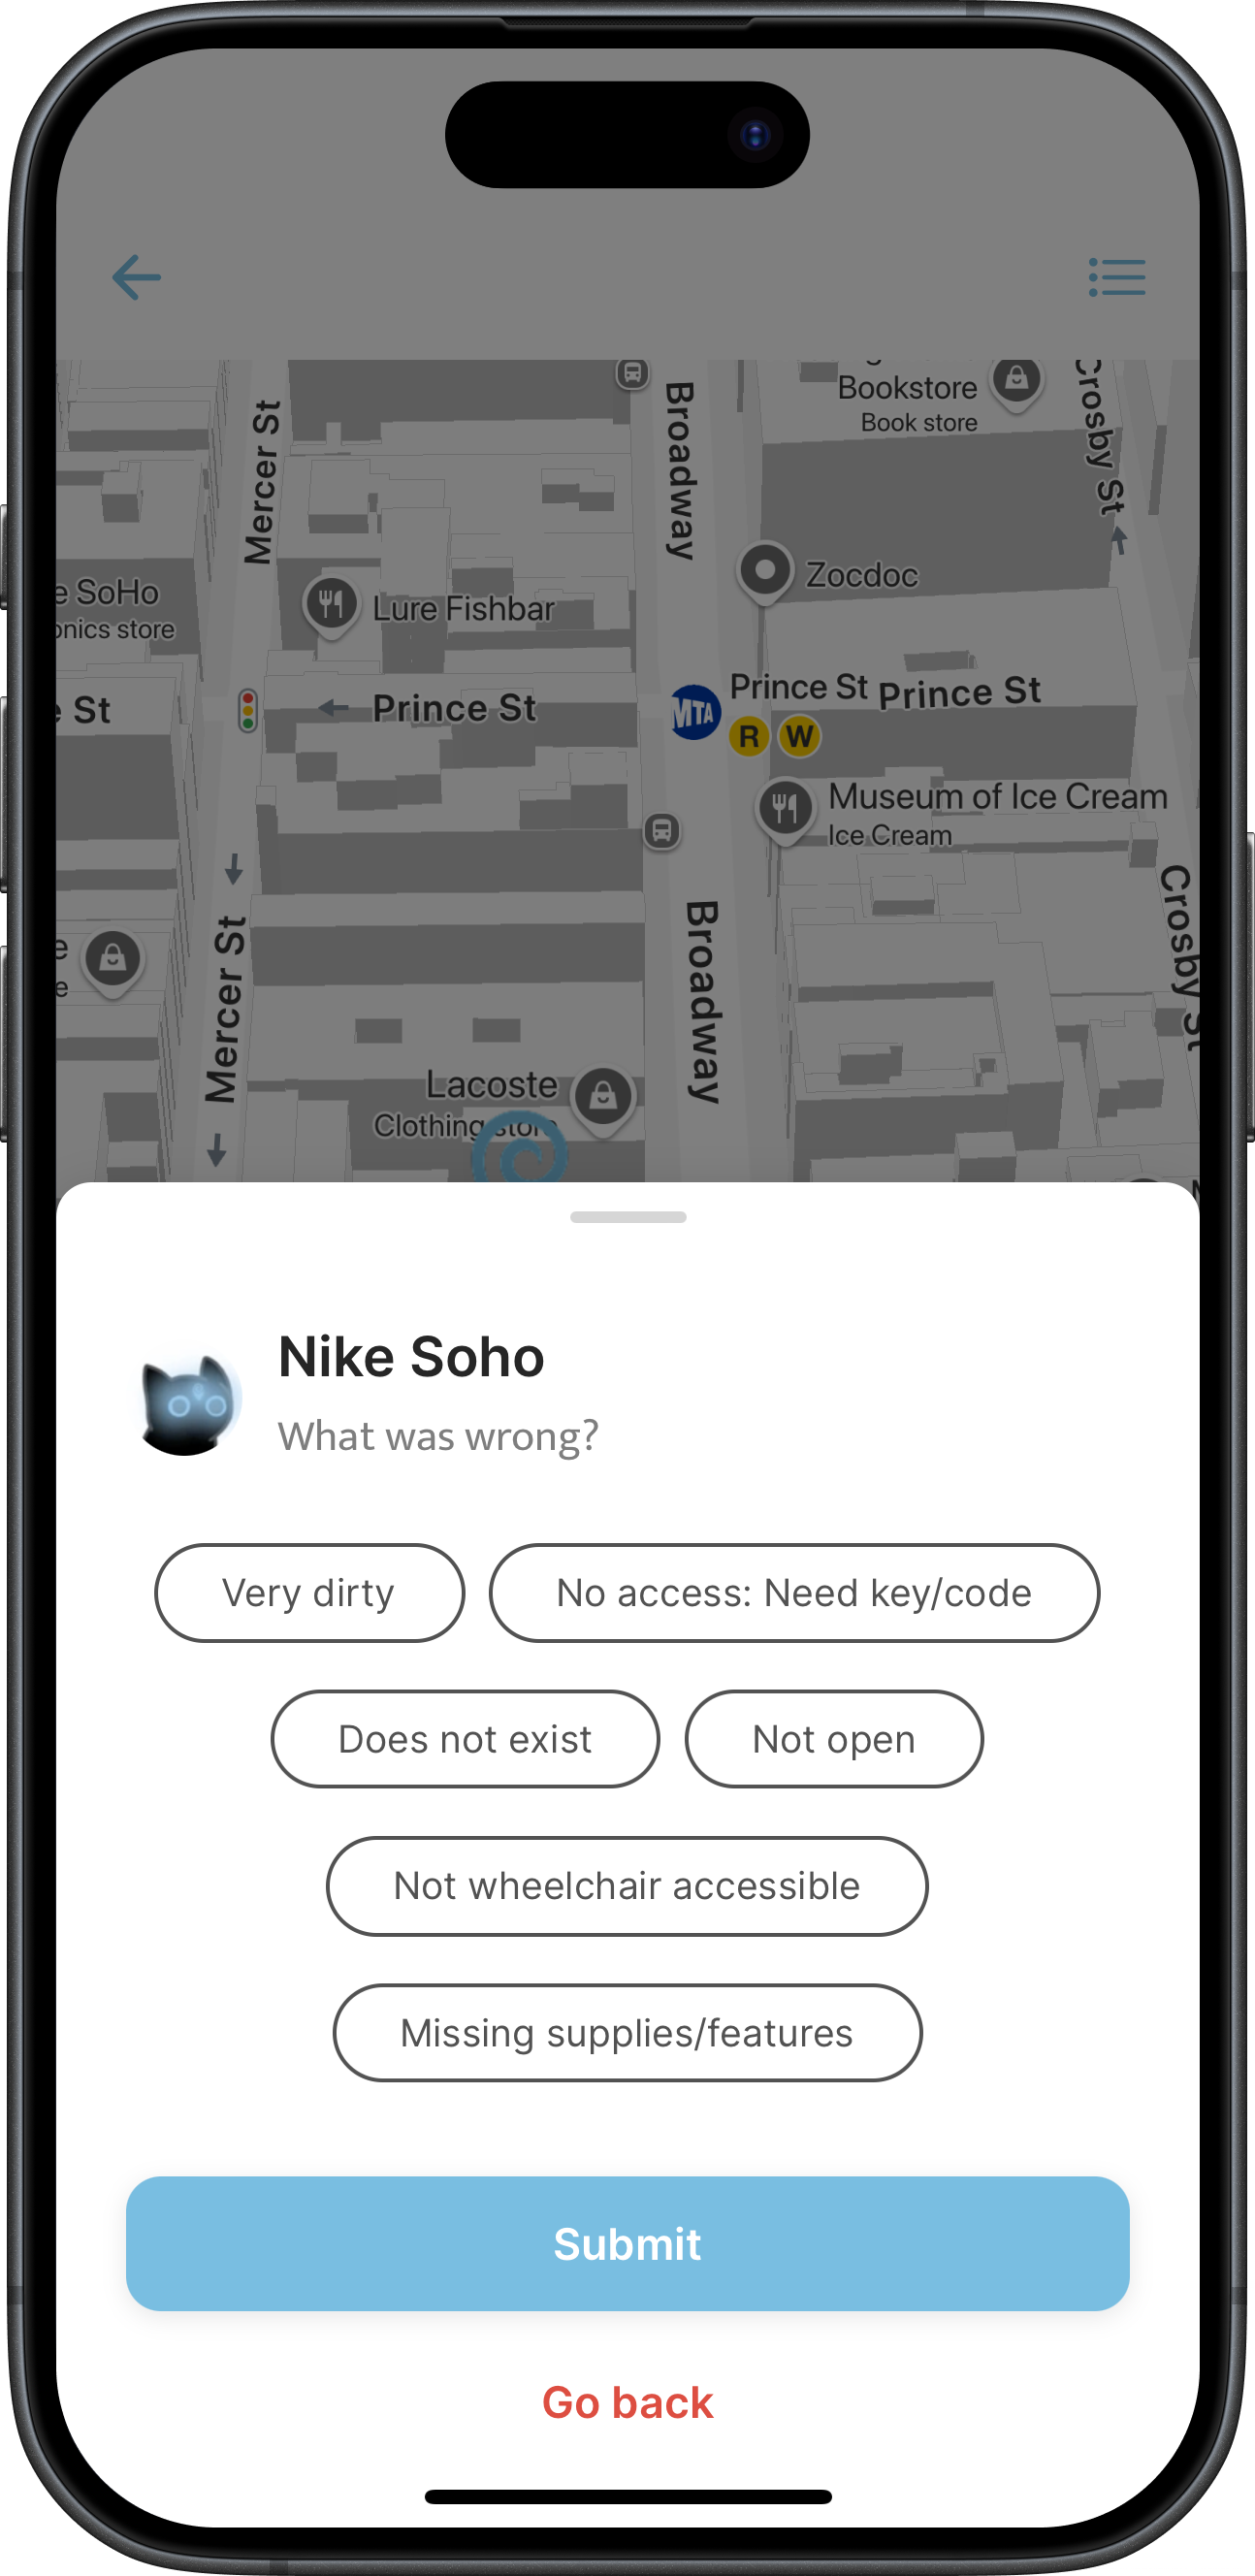 Bookstore
Book store
Crosby St
Mercer St
Broadway
Zocdoc
e SoHo
onics store
Lure Fishbar
e St
Prince St
MTA
Prince St
R W
Prince St
Museum of Ice Cream
Ice Cream
Mercer St
Broadway
Crosby St
e
e
Lacoste
Clothing store
Nike Soho
What was wrong?
Very dirty
No access: Need key/code
Does not exist
Not open
Not wheelchair accessible
Missing supplies/features
Submit
Go back